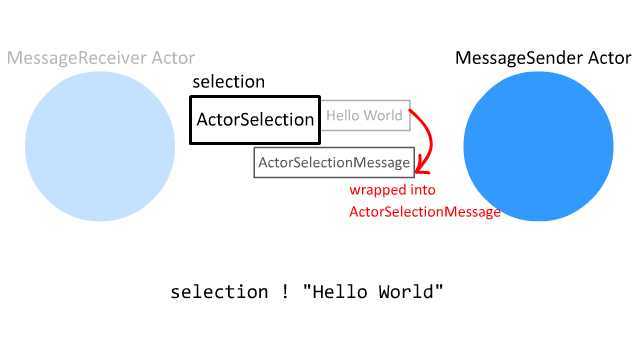 MessageReceiver Actor
MessageSender Actor
selection
ActorSelection
Hello World
ActorSelectionMessage
wrapped into
ActorSelectionMessage
selection ! "Hello World"